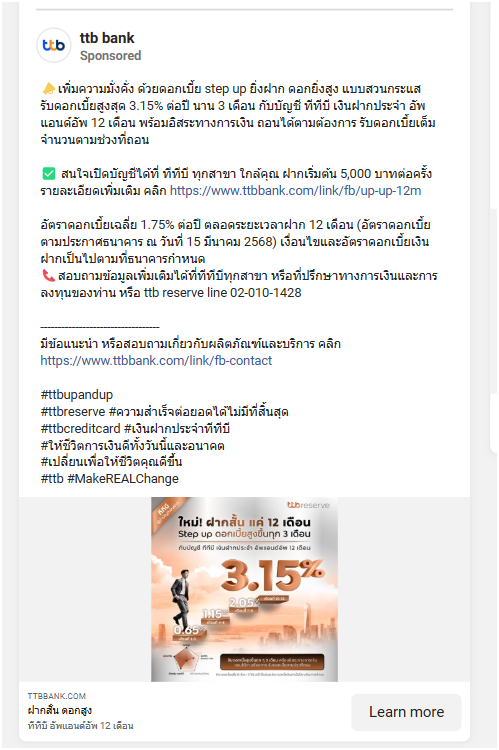 ttb
ttb bank
Sponsored
📣เพิ่มความมั่งคั่ง ด้วยดอกเบี้ย step up ยิ่งฝาก ดอกยิ่งสูง แบบสวนกระแส
รับดอกเบี้ยสูงสุด 3.15% ต่อปี นาน 3 เดือน กับบัญชี ทีทีบี เงินฝากประจำ อัพ
แอนด์อัพ 12 เดือน พร้อมอิสระทางการเงิน ถอนได้ตามต้องการ รับดอกเบี้ยเต็ม
จำนวนตามช่วงที่ถอน
✅ สนใจเปิดบัญชีได้ที่ ทีทีบี ทุกสาขา ใกล้คุณ ฝากเริ่มต้น 5,000 บาทต่อครั้ง
รายละเอียดเพิ่มเติม คลิก https://www.ttbbank.com/link/fb/up-up-12m
อัตราดอกเบี้ยเฉลี่ย 1.75% ต่อปี ตลอดระยะเวลาฝาก 12 เดือน (อัตราดอกเบี้ย
ตามประกาศธนาคาร ณ วันที่ 15 มีนาคม 2568) เงื่อนไขและอัตราดอกเบี้ยเงิน
ฝากเป็นไปตามที่ธนาคารกำหนด
📞สอบถามข้อมูลเพิ่มเติมได้ที่ทีทีบีทุกสาขา หรือที่ปรึกษาทางการเงินและการ
ลงทุนของท่าน หรือ ttb reserve line 02-010-1428
----------------------------------
มีข้อแนะนำ หรือสอบถามเกี่ยวกับผลิตภัณฑ์และบริการ คลิก
https://www.ttbbank.com/link/fb-contact
#ttbupandup
#ttbreserve #ความสำเร็จต่อยอดได้ไม่มีที่สิ้นสุด
#ttbcreditcard #เงินฝากประจำทีทีบี
#ให้ชีวิตการเงินดีทั้งวันนี้และอนาคต
#เปลี่ยนเพื่อให้ชีวิตคุณดีขึ้น
#ttb #MakeREALChange
ttb reserve
ใหม่! ฝากสั้น แค่ 12 เดือน
Step up ดอกเบี้ยสูงขึ้นทุก 3 เดือน
กับบัญชี ทีทีบี เงินฝากประจำ อัพแอนด์อัพ 12 เดือน
3.15%
2.05%
1.15%
0.65%
TTBBANK.COM
ฝากสั้น ดอกสูง
ทีทีบี อัพแอนด์อัพ 12 เดือน
Learn more